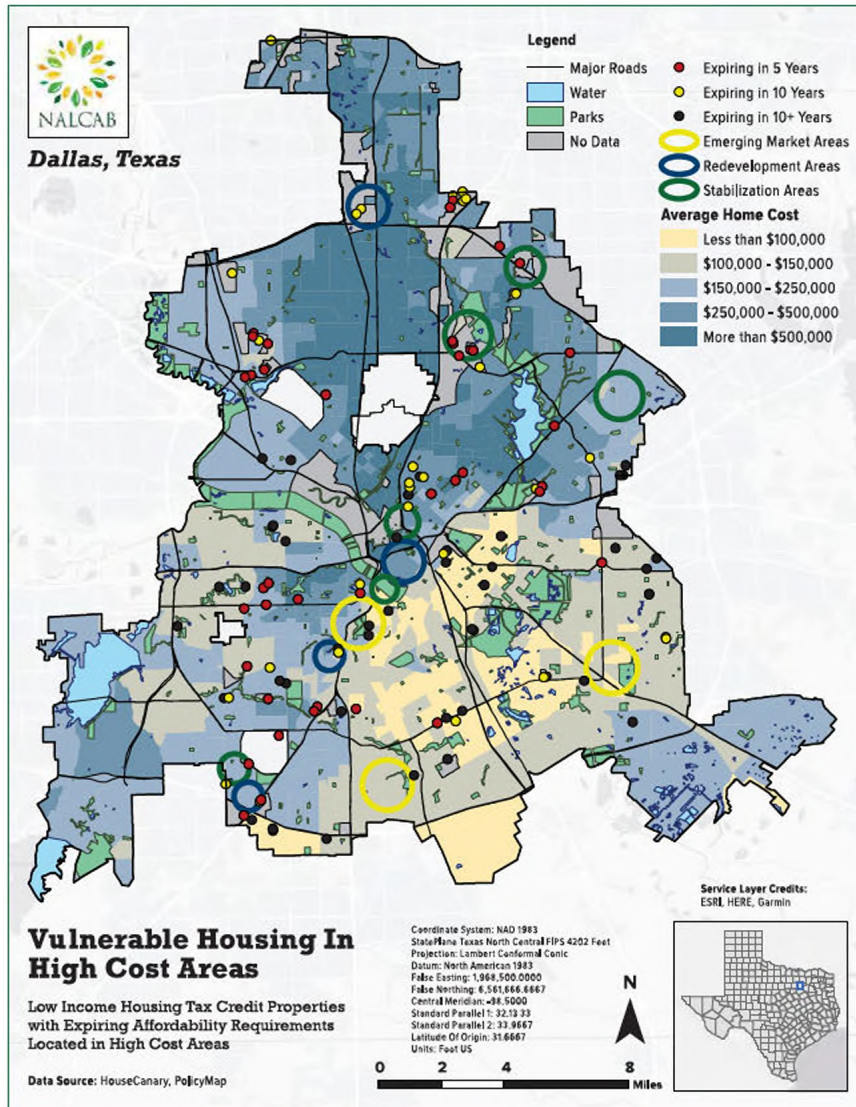 NALCAB
Dallas, Texas
Legend
Major Roads
Water
Parks
No Data
Expiring in 5 Years
Expiring in 10 Years
Expiring in 10+ Years
Emerging Market Areas
Redevelopment Areas
Stabilization Areas
Average Home Cost
Less than $100,000
$100,000 - $150,000
$150,000 - $250,000
$250,000 - $500,000
More than $500,000
Service Layer Credits:
ESRI, HERE, Garmin
Vulnerable Housing In
High Cost Areas
Low Income Housing Tax Credit Properties
with Expiring Affordability Requirements
Located in High Cost Areas
Data Source: HouseCanary, PolicyMap
Coordinate System: NAD 1983
StatePlane Texas North Central FIPS 4202 Feet
Projection: Lambert Conformal Conic
Datum: North American 1983
False Easting: 1,968,500.0000
False Northing: 6,561,666.6667
Central Meridian: -98.5000
Standard Parallel 1: 32.13 33
Standard Parallel 2: 33.9667
Latitude Of Origin: 31.6667
Units: Foot US
N
0 2 4 8
Miles